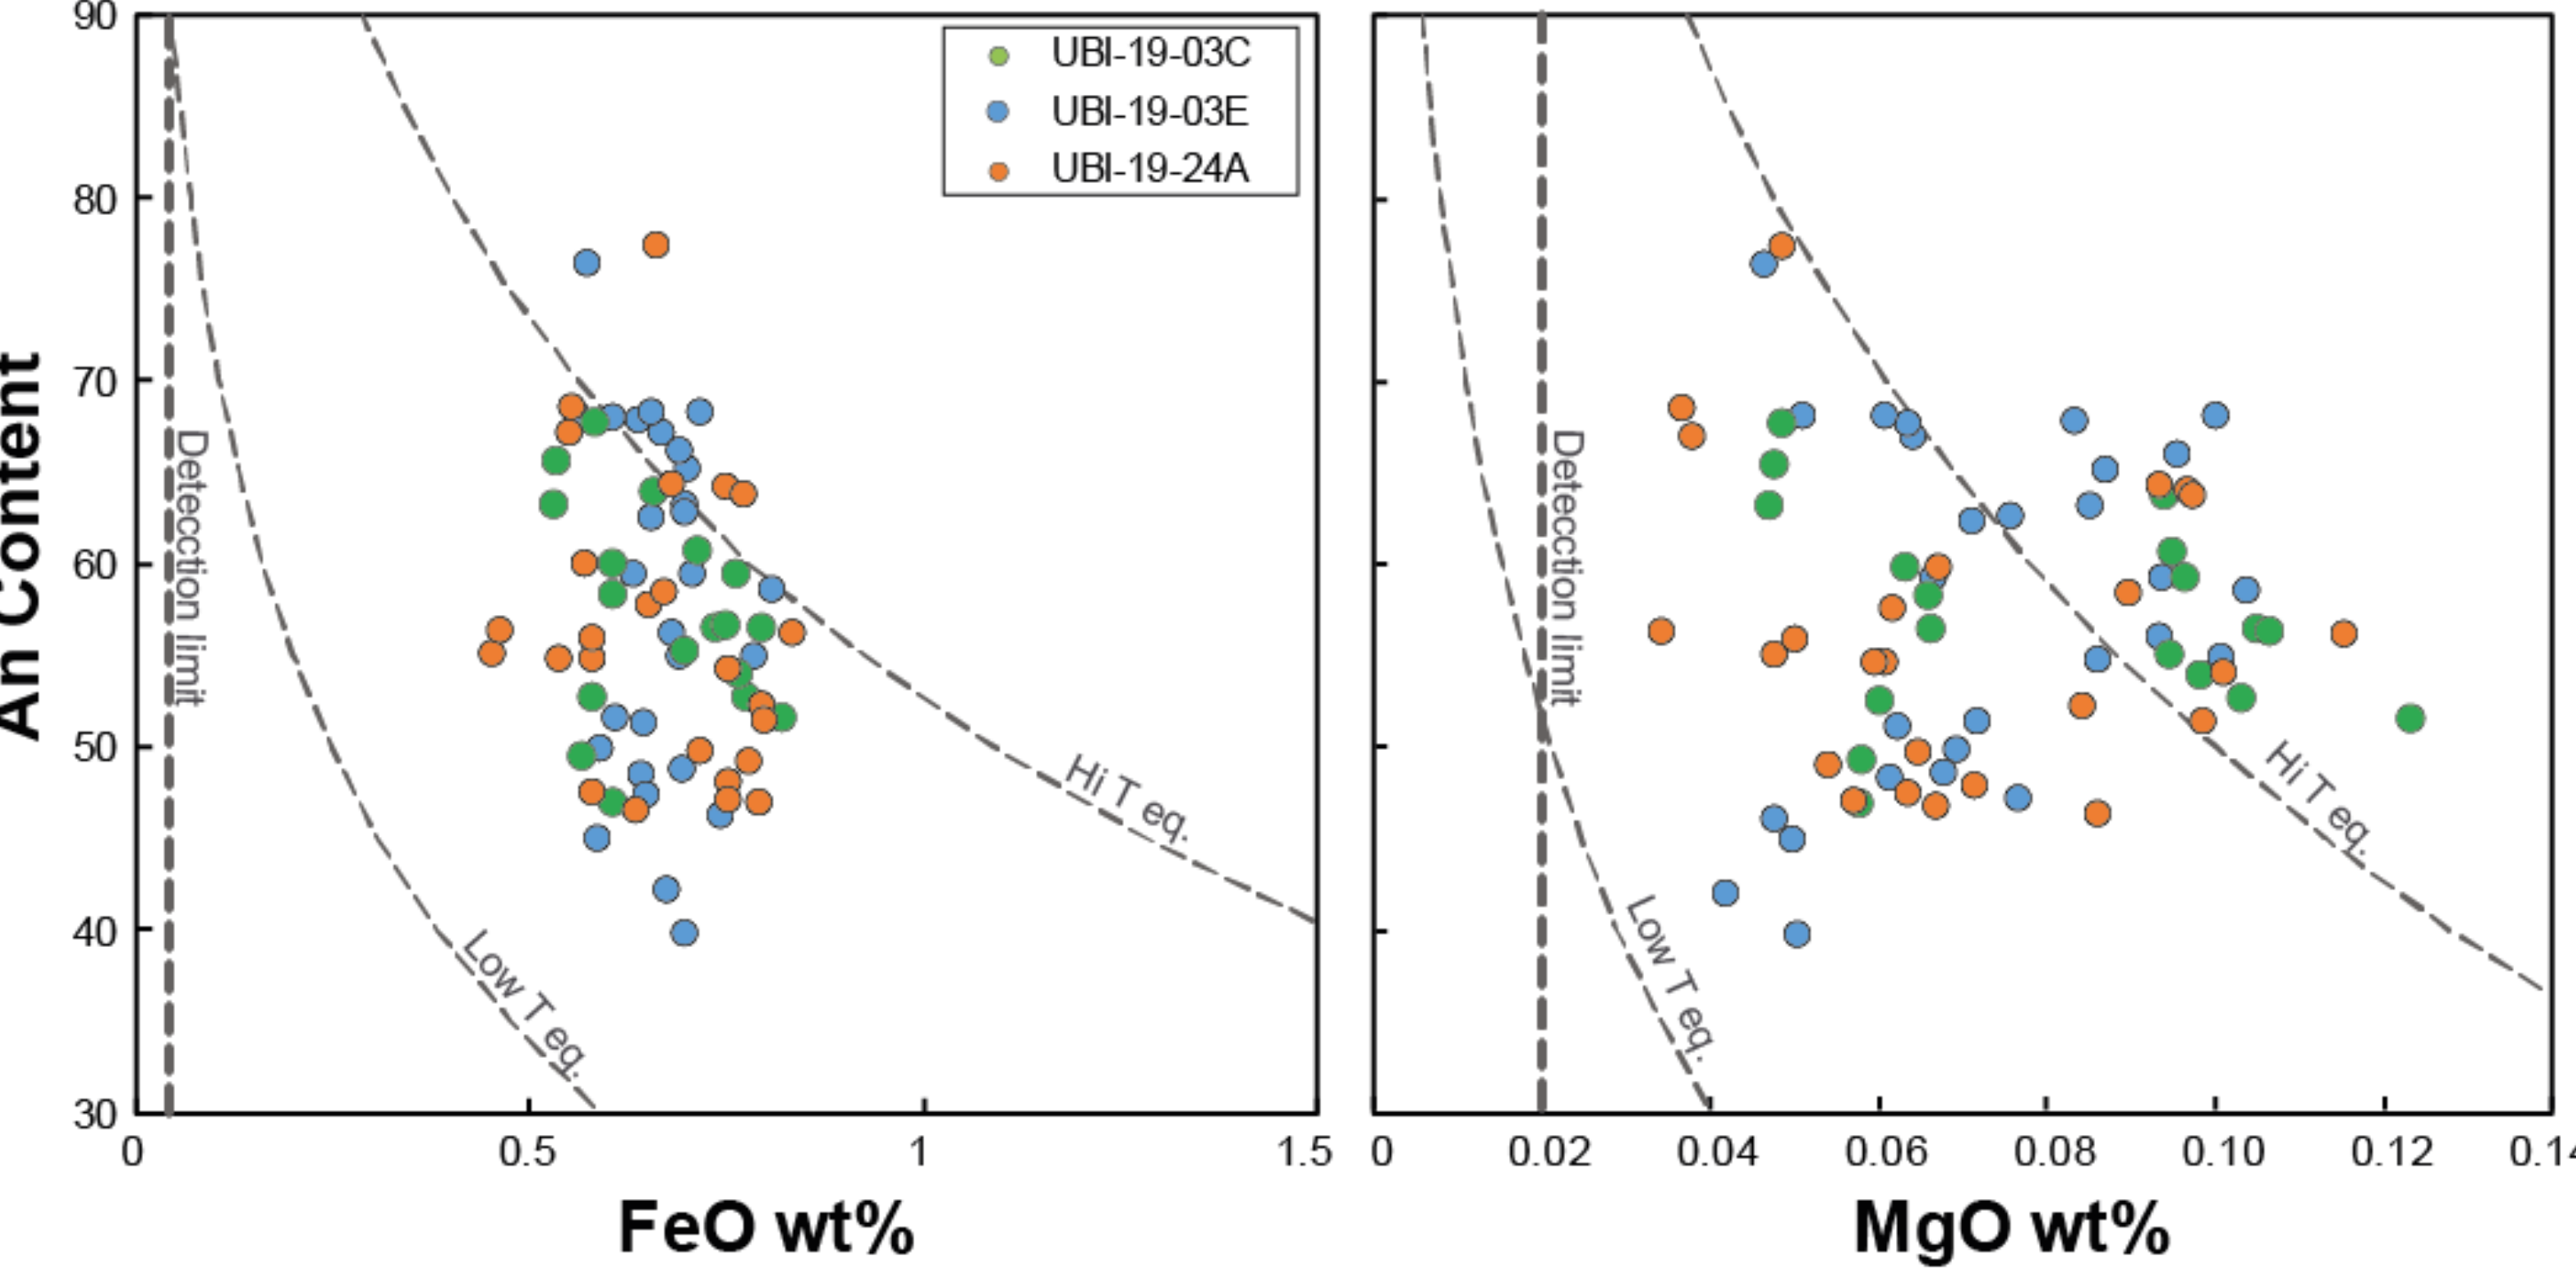 90
80
70
60
50
40
30
An Content
UBI-19-03C
UBI-19-03E
UBI-19-24A
Detecction limit
Low T eq.
Hi T eq.
0
0.5
1
1.5
FeO wt%
Detecction limit
Low T eq.
Hi T eq.
0
0.02
0.04
0.06
0.08
0.10
0.12
0.14
MgO wt%